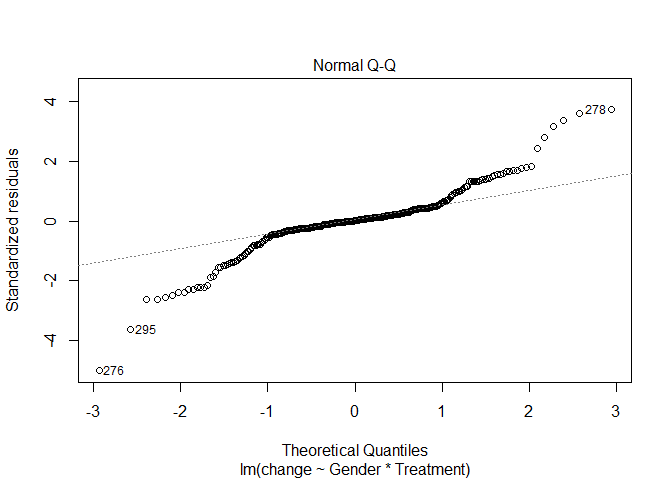 Normal Q-Q
Standardized residuals
4
2
0
-2
-4
278
295
276
-3 -2 -1 0 1 2 3
Theoretical Quantiles
lm(change ~ Gender * Treatment)